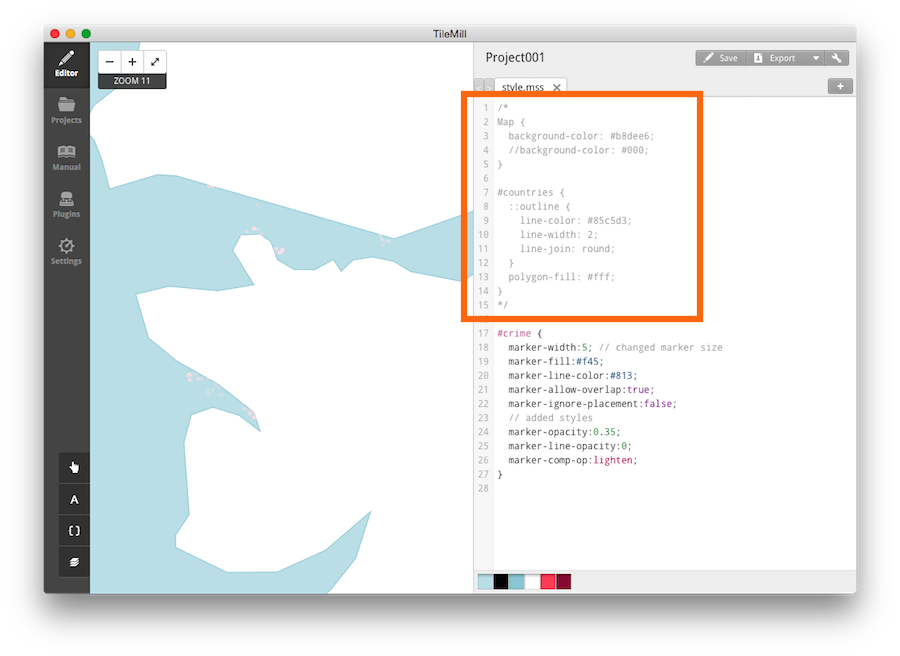 TileMill
Editor
Projects
Manual
Plugins
Settings
A
− + ⤢
ZOOM 11
Project001
Save
Export
style.mss ×
+
1 /*
2 Map {
3 background-color: #b8dee6;
4 //background-color: #000;
5 }
6
7 #countries {
8 ::outline {
9 line-color: #85c5d3;
10 line-width: 2;
11 line-join: round;
12 }
13 polygon-fill: #fff;
14 }
15 */
17 #crime {
18 marker-width:5; // changed marker size
19 marker-fill:#f45;
20 marker-line-color:#813;
21 marker-allow-overlap:true;
22 marker-ignore-placement:false;
23 // added styles
24 marker-opacity:0.35;
25 marker-line-opacity:0;
26 marker-comp-op:lighten;
27 }
28